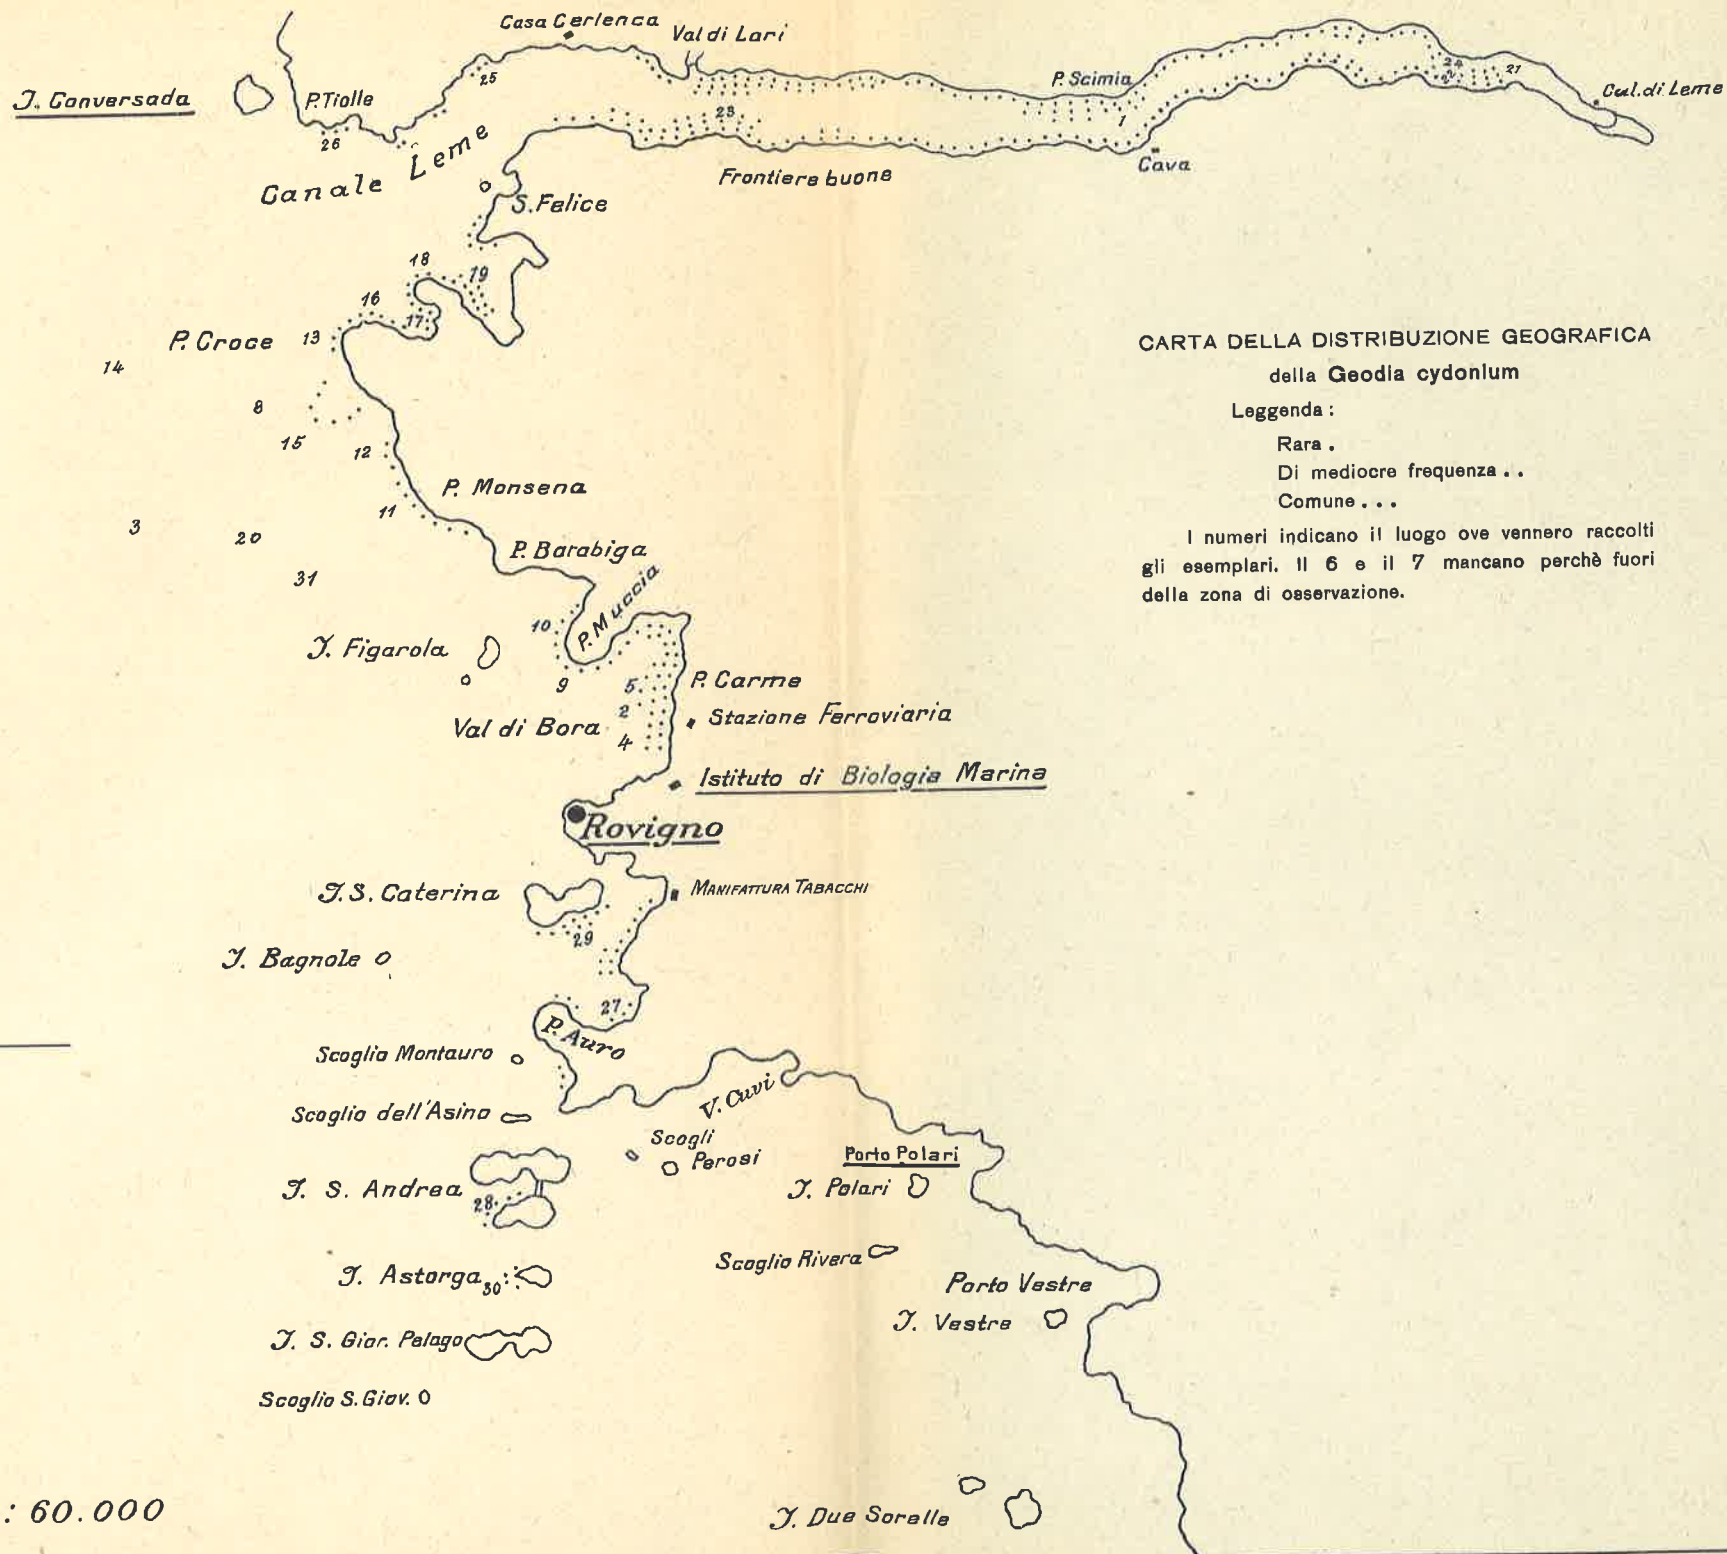 Casa Cerlenca
Val di Lari
J. Conversada
P. Tiolle
25
26
Canale Leme
23
P. Scimia
1
24
22
21
Cul. di Leme
Cava
Frontiere buone
S. Felice
18
19
16
17
P. Croce
13
14
8
15
12
P. Monsena
11
3
20
31
P. Barabiga
P. Muccia
10
J. Figarola
9
5
P. Carme
2
Val di Bora
4
Stazione Ferroviaria
Istituto di Biologia Marina
Rovigno
J. S. Caterina
MANIFATTURA TABACCHI
29
J. Bagnole
27
P. Auro
Scoglio Montauro
V. Cuvi
Scoglio dell'Asino
Scogli
Perosi
Porto Polari
J. S. Andrea
28
J. Polari
Scoglio Rivera
J. Astorga
30
Porto Vestre
J. Vestre
J. S. Giov. Pelago
Scoglio S. Giov.
J. Due Sorelle
: 60.000
CARTA DELLA DISTRIBUZIONE GEOGRAFICA
della Geodia cydonium
Leggenda :
Rara .
Di mediocre frequenza . .
Comune . . .
I numeri indicano il luogo ove vennero raccolti
gli esemplari. Il 6 e il 7 mancano perchè fuori
della zona di osservazione.